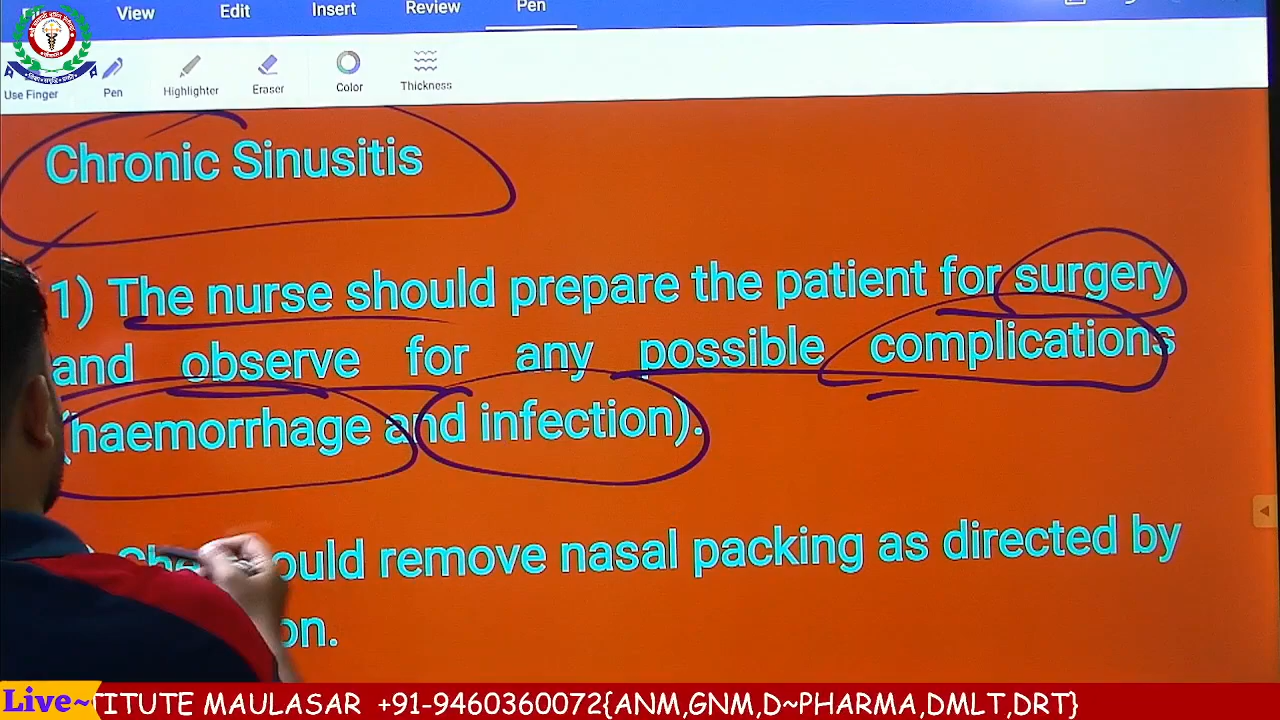 View Edit Insert Review Pen
Use Finger Pen Highlighter Eraser Color Thickness
Chronic Sinusitis
1) The nurse should prepare the patient for surgery
and observe for any possible complications
(haemorrhage and infection).
remove nasal packing as directed by
Live~ TITUTE MAULASAR +91-9460360072{ANM,GNM,D~PHARMA,DMLT,DRT}